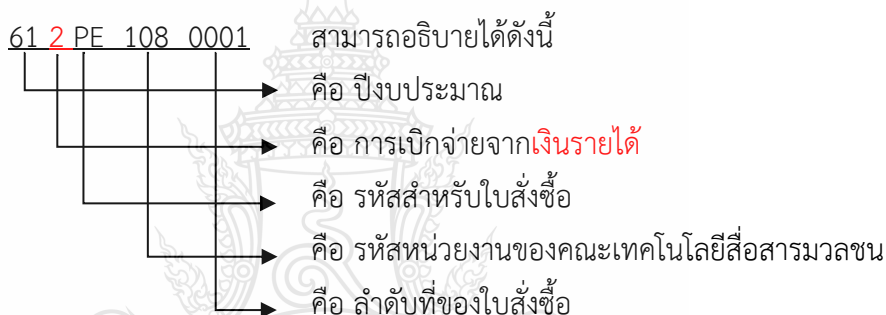 61 2 PE 108 0001 สามารถอธิบายได้ดังนี้
คือ ปีงบประมาณ
คือ การเบิกจ่ายจากเงินรายได้
คือ รหัสสำหรับใบสั่งซื้อ
คือ รหัสหน่วยงานของคณะเทคโนโลยีสื่อสารมวลชน
คือ ลำดับที่ของใบสั่งซื้อ